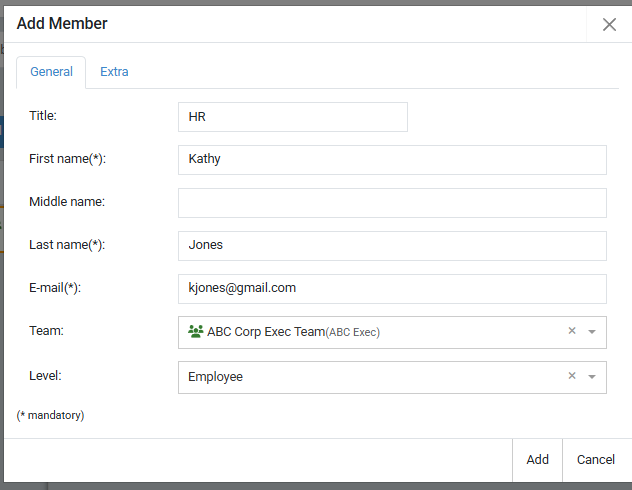 Add Member
General Extra
Title: HR
First name(*): Kathy
Middle name:
Last name(*): Jones
E-mail(*): kjones@gmail.com
Team: ABC Corp Exec Team(ABC Exec)
Level: Employee
(* mandatory)
Add Cancel